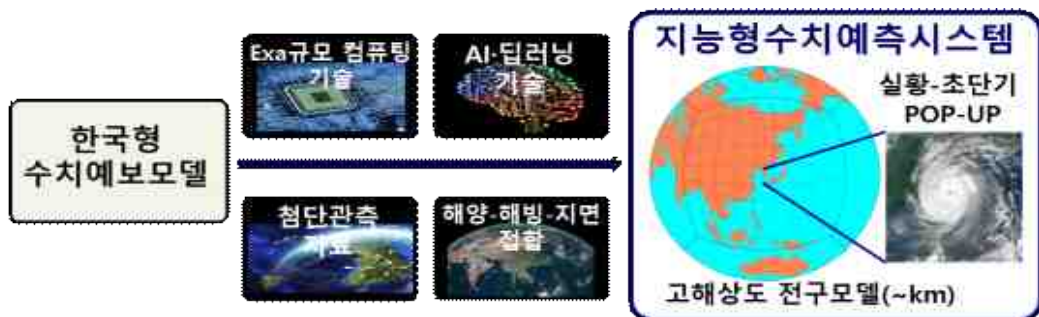 한국형
수치예보모델
Exa규모 컴퓨팅
기술
AI·딥러닝
기술
첨단관측
자료
해양-해빙-지면
접합
지능형수치예측시스템
실황-초단기
POP-UP
고해상도 전구모델(~km)